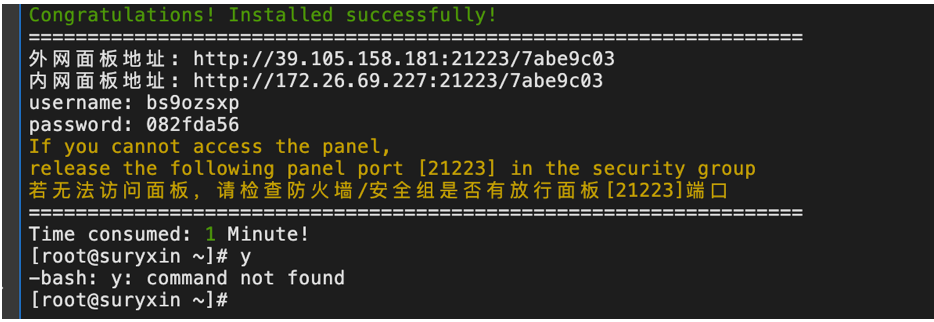 Congratulations! Installed successfully!
==================================================================
外网面板地址: http://39.105.158.181:21223/7abe9c03
内网面板地址: http://172.26.69.227:21223/7abe9c03
username: bs9ozsxp
password: 082fda56
If you cannot access the panel,
release the following panel port [21223] in the security group
若无法访问面板，请检查防火墙/安全组是否有放行面板[21223]端口
==================================================================
Time consumed: 1 Minute!
[root@suryxin ~]# y
-bash: y: command not found
[root@suryxin ~]#